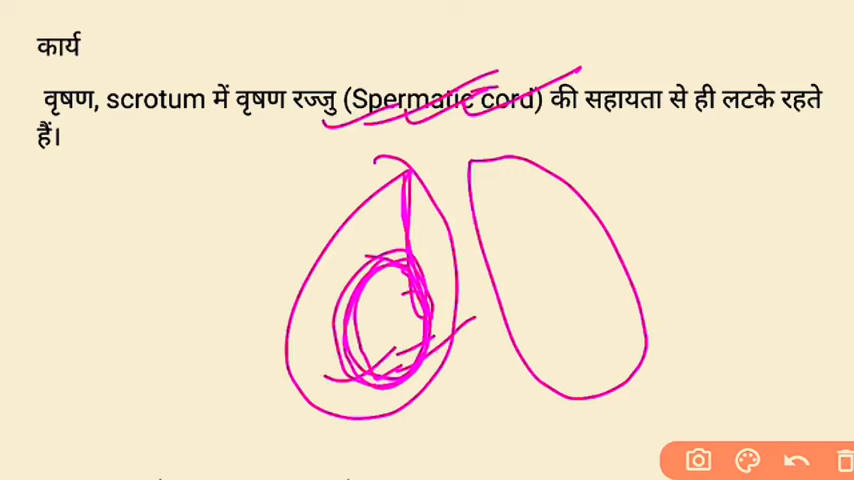 कार्य
वृषण, scrotum में वृषण रज्जु (Spermatic cord) की सहायता से ही लटके रहते
हैं।